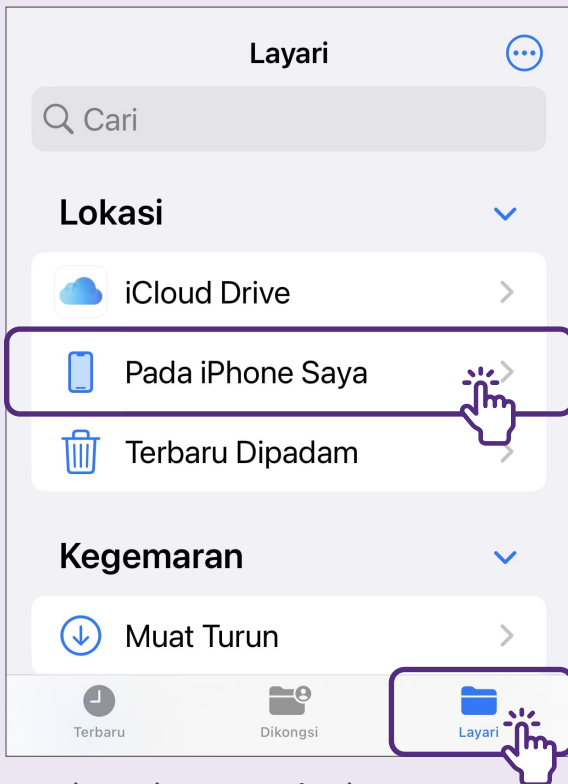 Layari
Cari
Lokasi
iCloud Drive
Pada iPhone Saya
Terbaru Dipadam
Kegemaran
Muat Turun
Terbaru
Dikongsi
Layari